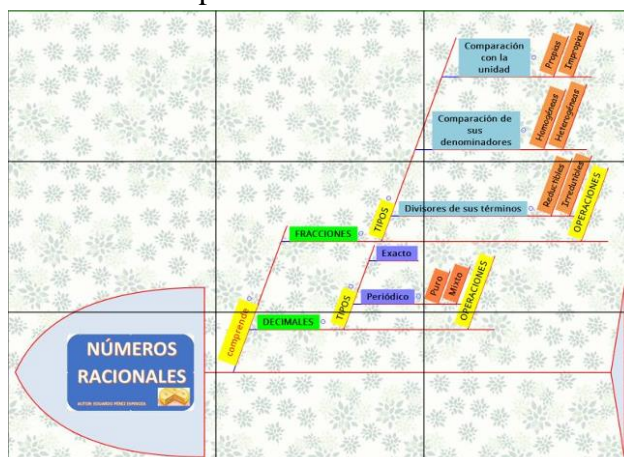 Comparación
con la
unidad
Propias
Impropias
Comparación de
sus
denominadores
Homogéneas
Heterogéneas
Divisores de sus términos
Reductibles
Irreductibles
OPERACIONES
TIPOS
FRACCIONES
Exacto
Periódico
Puro
Mixto
OPERACIONES
TIPOS
DECIMALES
comprende
NÚMEROS
RACIONALES